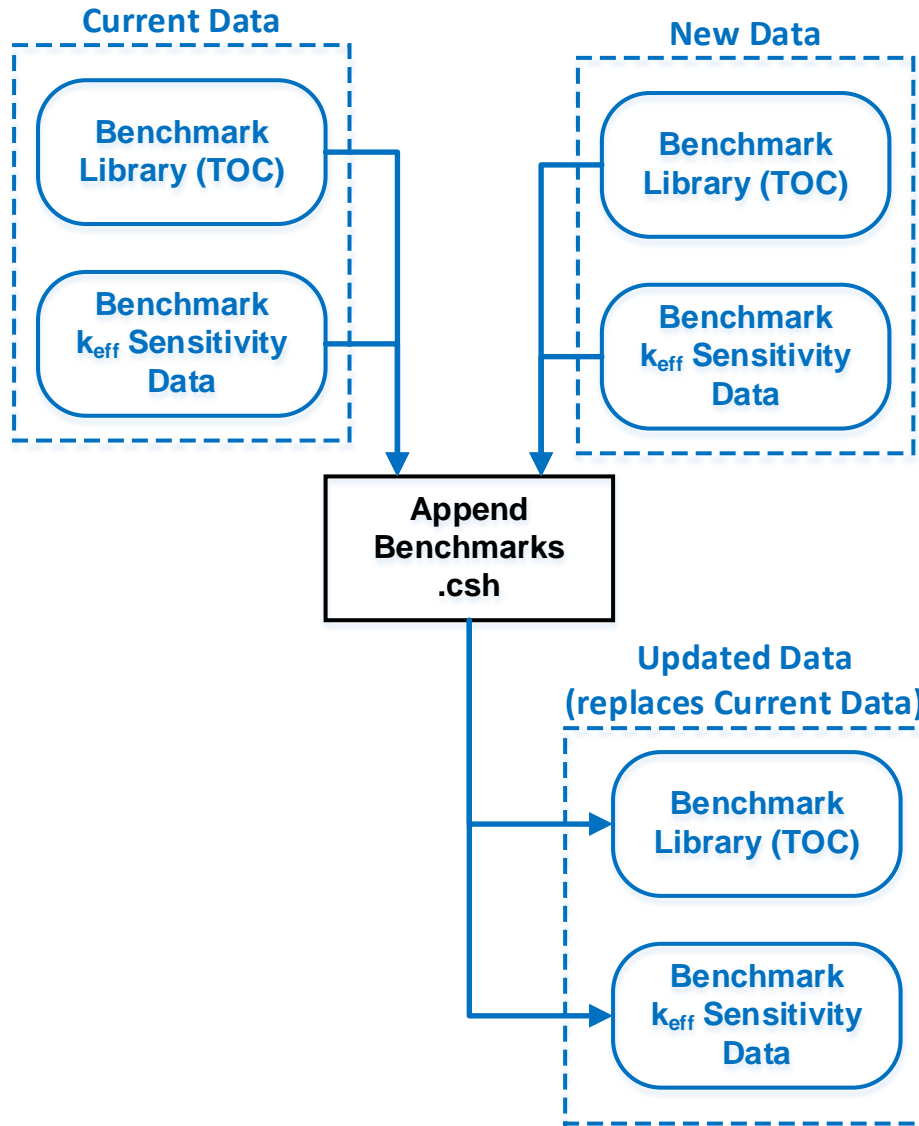 Current Data
Benchmark
Library (TOC)
Benchmark
keff Sensitivity
Data
New Data
Benchmark
Library (TOC)
Benchmark
keff Sensitivity
Data
Append
Benchmarks
.csh
Updated Data
(replaces Current Data)
Benchmark
Library (TOC)
Benchmark
keff Sensitivity
Data